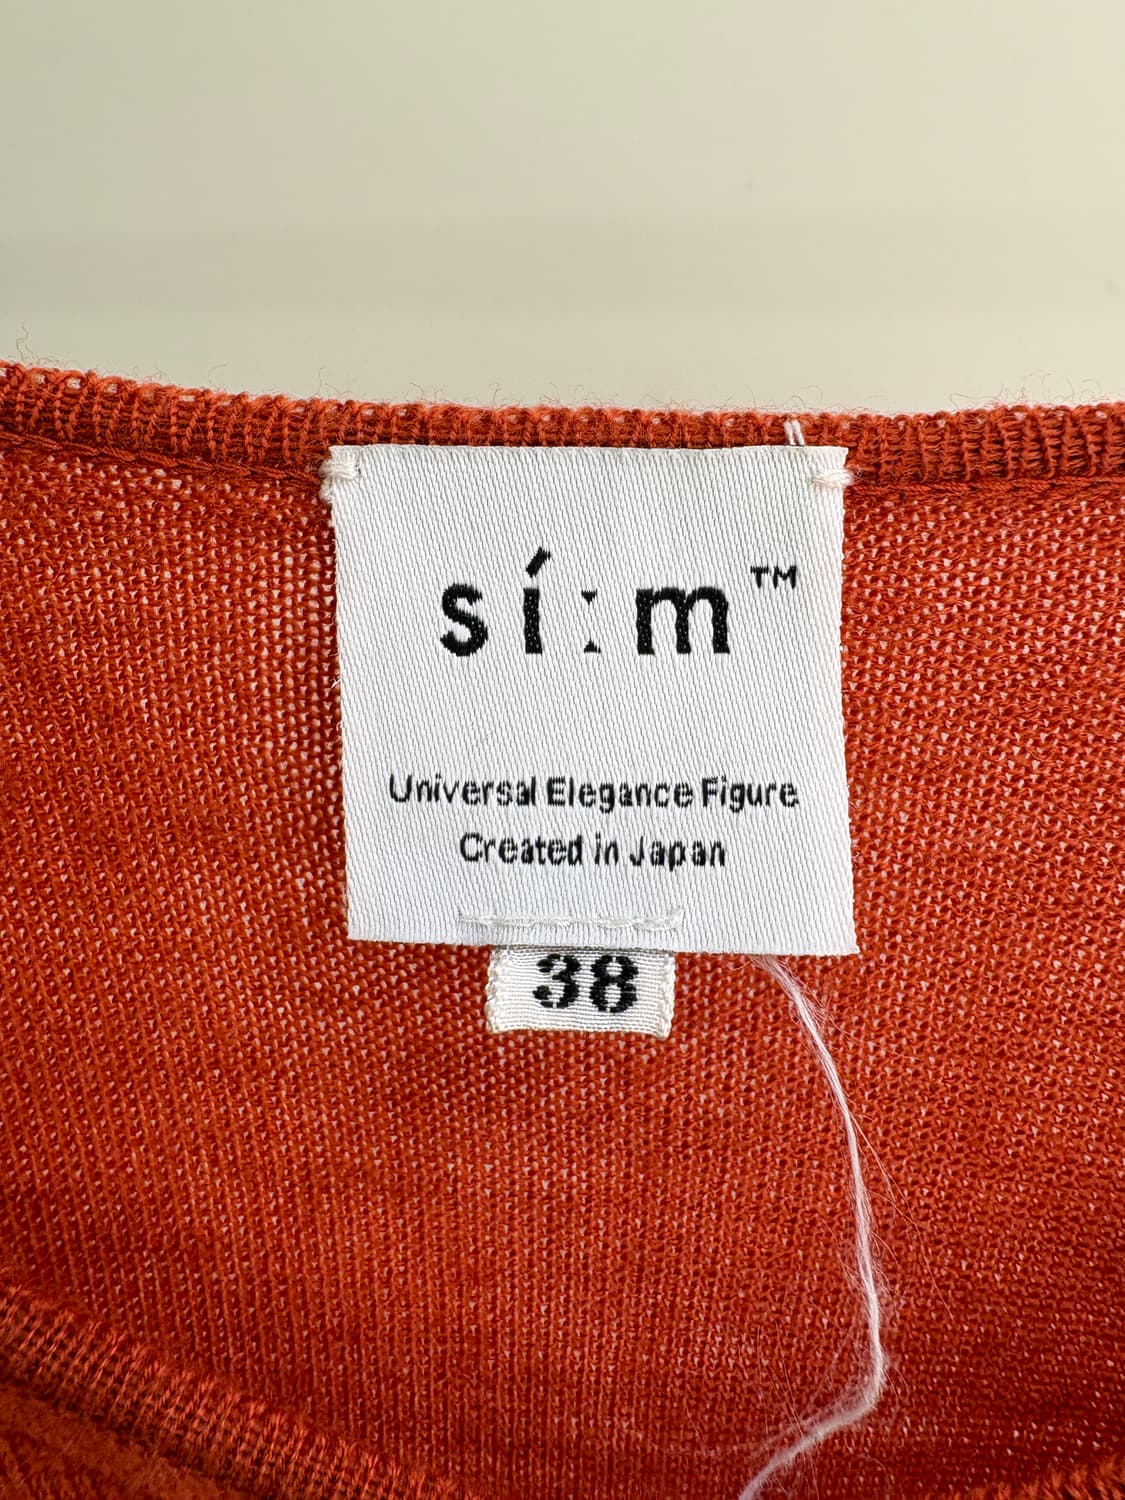 sí:m™
Universal Elegance Figure
Created in Japan
38